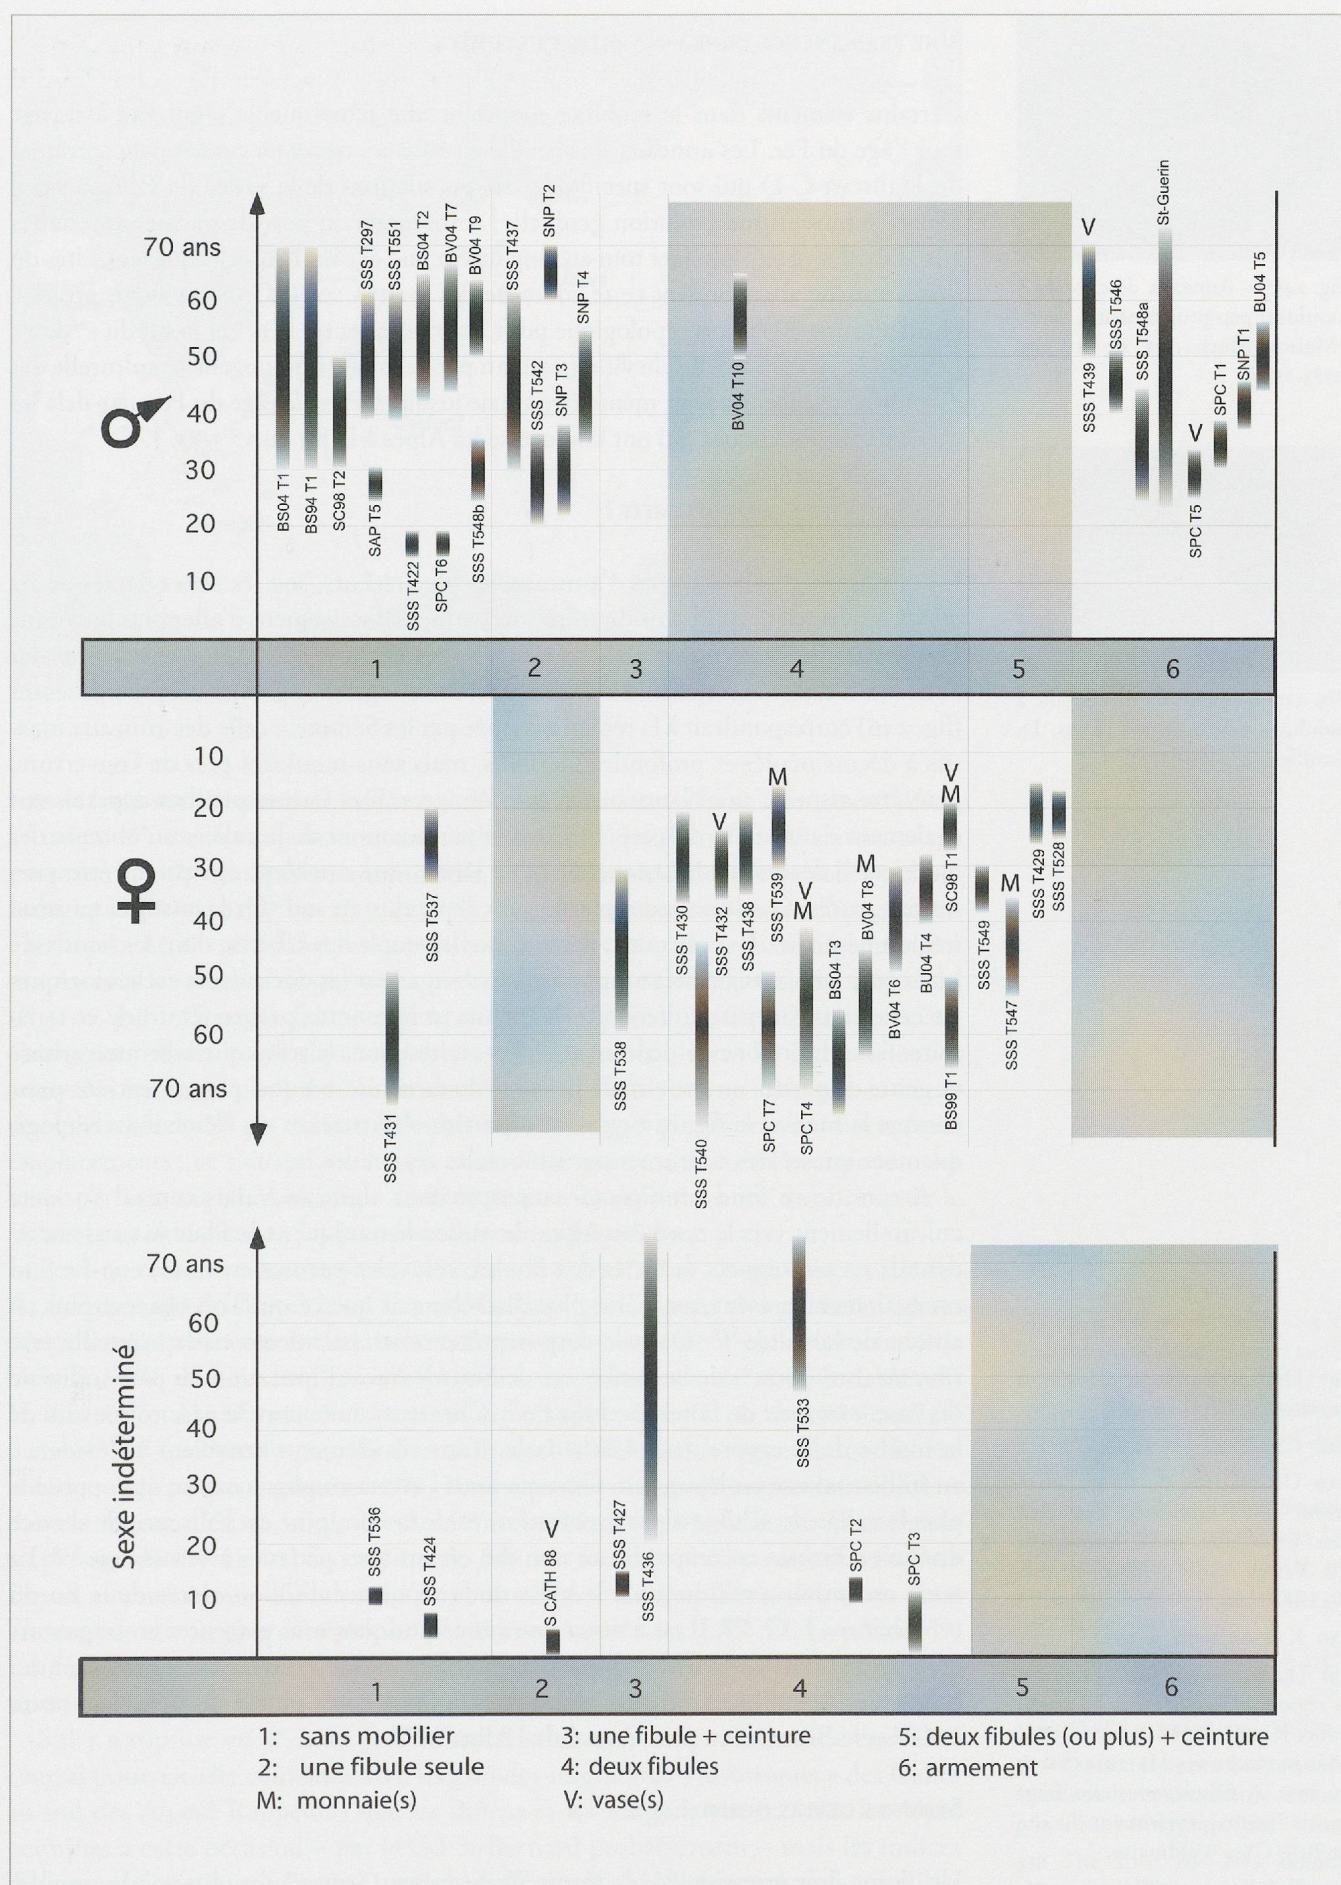 70 ans
60
50
40
30
20
10
BS04 T1
BS94 T1
SC98 T2
SSS T297
SAP T5
SSS T551
SSS T422
BS04 T2
SPC T6
BV04 T7
BV04 T9
SSS T548b
SSS T437
SSS T542
SNP T2
SNP T3
SNP T4
BV04 T10
V
SSS T439
SSS T546
SSS T548a
St-Guerin
V
SPC T5
SPC T1
SNP T1
BU04 T5
1 2 3 4 5 6
10
20
30
40
50
60
70 ans
SSS T431
SSS T537
SSS T538
SSS T430
SSS T540
V
SSS T432
SSS T438
M
SSS T539
SPC T7
V
M
SPC T4
BS04 T3
M
BV04 T8
BV04 T6
BU04 T4
V
M
SC98 T1
BS99 T1
SSS T549
M
SSS T547
SSS T429
SSS T528
Sexe indéterminé
70 ans
60
50
40
30
20
10
SSS T536
SSS T424
V
S CATH 88
SSS T427
SSS T436
SSS T533
SPC T2
SPC T3
1 2 3 4 5 6
1: sans mobilier
2: une fibule seule
M: monnaie(s)
3: une fibule + ceinture
4: deux fibules
V: vase(s)
5: deux fibules (ou plus) + ceinture
6: armement